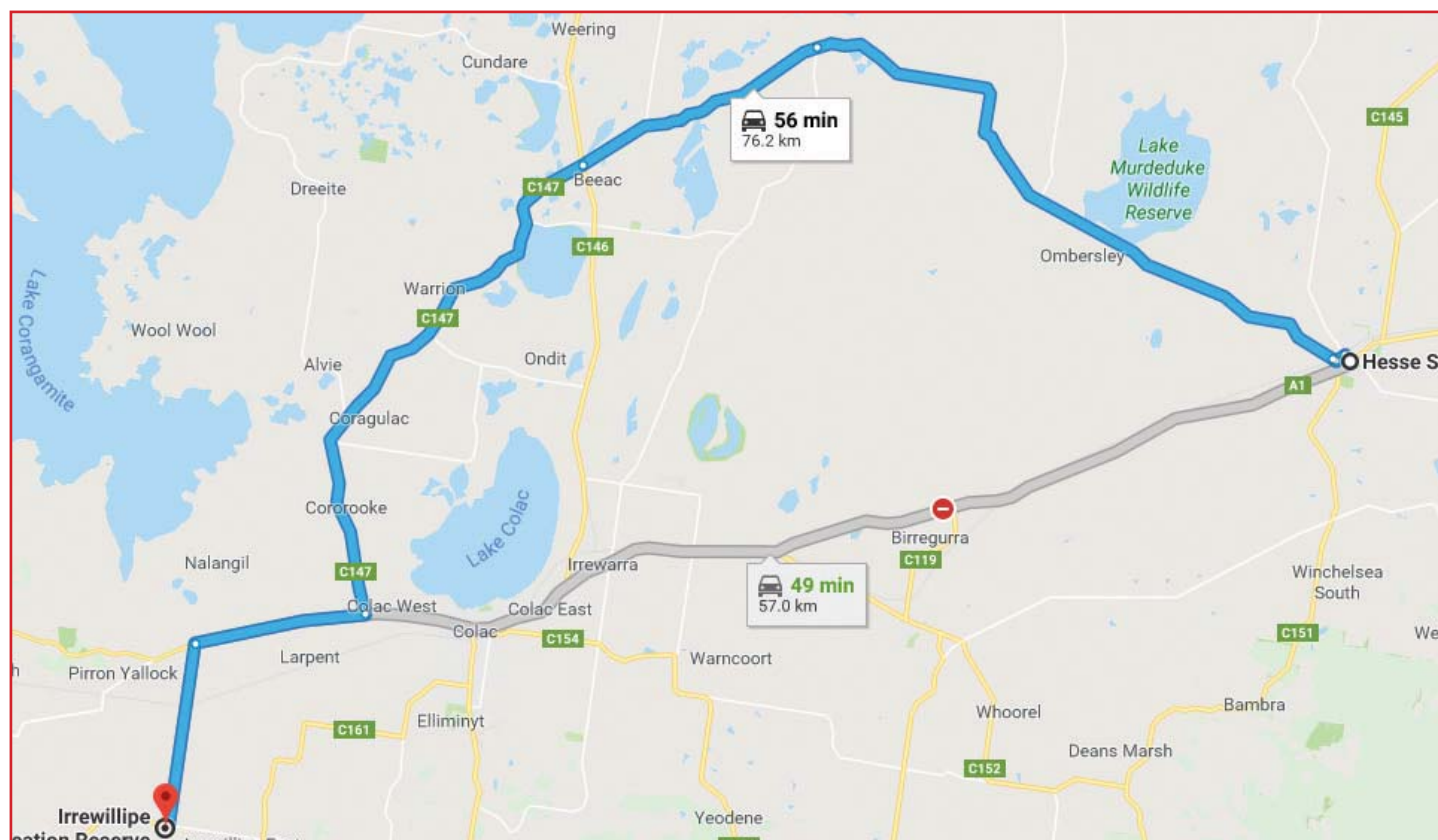 Weering
Cundare
56 min
76.2 km
C145
Lake
Murdeduke
Wildlife
Reserve
Dreeite
C147
Beeac
C146
Ombersley
Lake Corangamite
Warrion
C147
Wool Wool
Ondit
Alvie
Hesse S
A1
Coragulac
Cororooke
Lake Colac
Birregurra
Nalangil
Irrewarra
C119
C147
49 min
57.0 km
Winchelsea
South
Colac West
Colac East
Colac
C154
C151
We
Larpent
Warncoort
Pirron Yallock
h
Bambra
Elliminyt
Whoorel
C161
Deans Marsh
C152
Irrewillipe
Yeodene